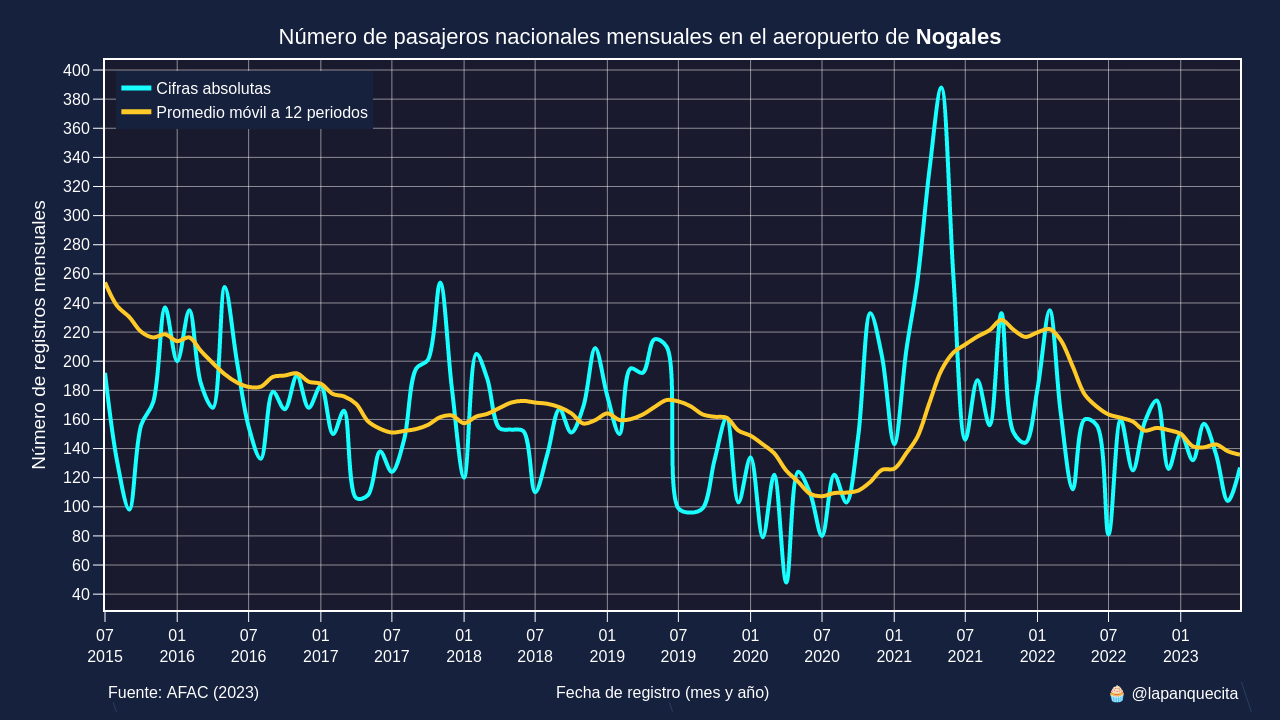 Número de pasajeros nacionales mensuales en el aeropuerto de Nogales
Cifras absolutas
Promedio móvil a 12 periodos
Número de registros mensuales
400
380
360
340
320
300
280
260
240
220
200
180
160
140
120
100
80
60
40
07 01 07 01 07 01 07 01 07 01 07 01 07 01 07 01
2015 2016 2016 2017 2017 2018 2018 2019 2019 2020 2020 2021 2021 2022 2022 2023
Fuente: AFAC (2023)
Fecha de registro (mes y año)
🧁 @lapanquecita